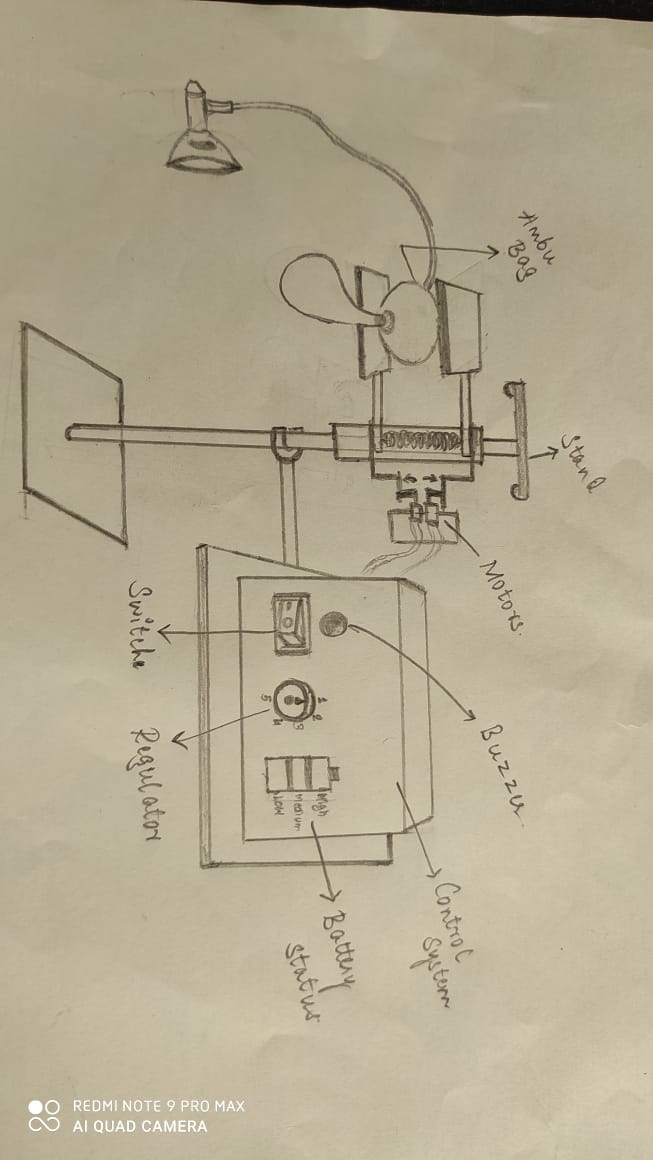 Stand
Ambu
Bag
Motors
Buzzu
Control
System
1
2
3
4
5
High
Medium
LOW
Battery
status
Switche
Regulator
REDMI NOTE 9 PRO MAX
AI QUAD CAMERA